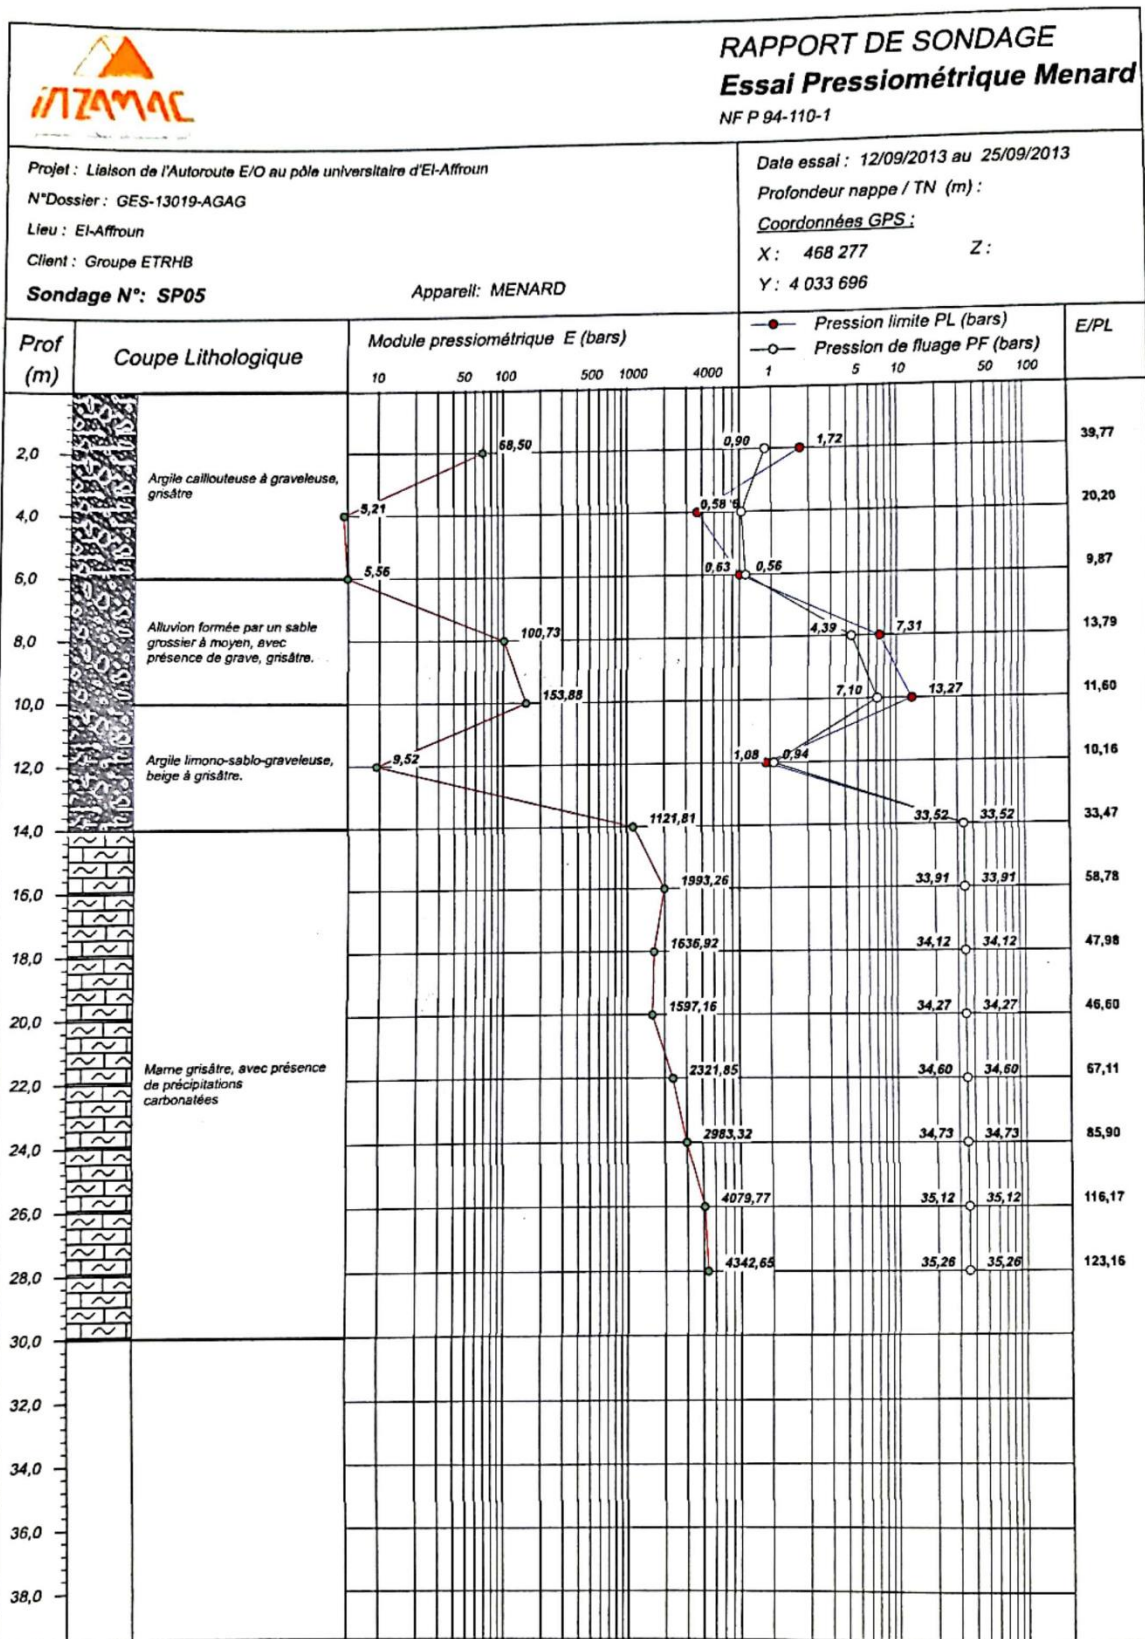 RAPPORT DE SONDAGE
Essai Pressiométrique Menard
NF P 94-110-1
INZAMAC
Projet : Liaison de l'Autoroute E/O au pôle universitaire d'El-Affroun
N°Dossier : GES-13019-AGAG
Lieu : El-Affroun
Client : Groupe ETRHB
Sondage N°: SP05 Appareil: MENARD
Date essai : 12/09/2013 au 25/09/2013
Profondeur nappe / TN (m) :
Coordonnées GPS :
X : 468 277 Z :
Y : 4 033 696
Prof (m)
Coupe Lithologique
Module pressiométrique E (bars)
10 50 100 500 1000 4000
Pression limite PL (bars)
Pression de fluage PF (bars)
1 5 10 50 100
E/PL
2,0 68,50 0,90 1,72 39,77
Argile caillouteuse à graveleuse,
grisâtre
4,0 5,21 0,58 20,20
6,0 5,56 0,63 0,56 9,87
Alluvion formée par un sable
grossier à moyen, avec
présence de grave, grisâtre.
8,0 100,73 4,39 7,31 13,79
10,0 153,88 7,10 13,27 11,60
Argile limono-sablo-graveleuse,
beige à grisâtre.
12,0 9,52 1,08 0,94 10,16
14,0 1121,81 33,52 33,52 33,47
16,0 1993,26 33,91 33,91 58,78
18,0 1636,92 34,12 34,12 47,98
20,0 1597,16 34,27 34,27 46,60
Marne grisâtre, avec présence
de précipitations
carbonatées
22,0 2321,85 34,60 34,60 67,11
24,0 2983,32 34,73 34,73 85,90
26,0 4079,77 35,12 35,12 116,17
28,0 4342,65 35,26 35,26 123,16
30,0
32,0
34,0
36,0
38,0